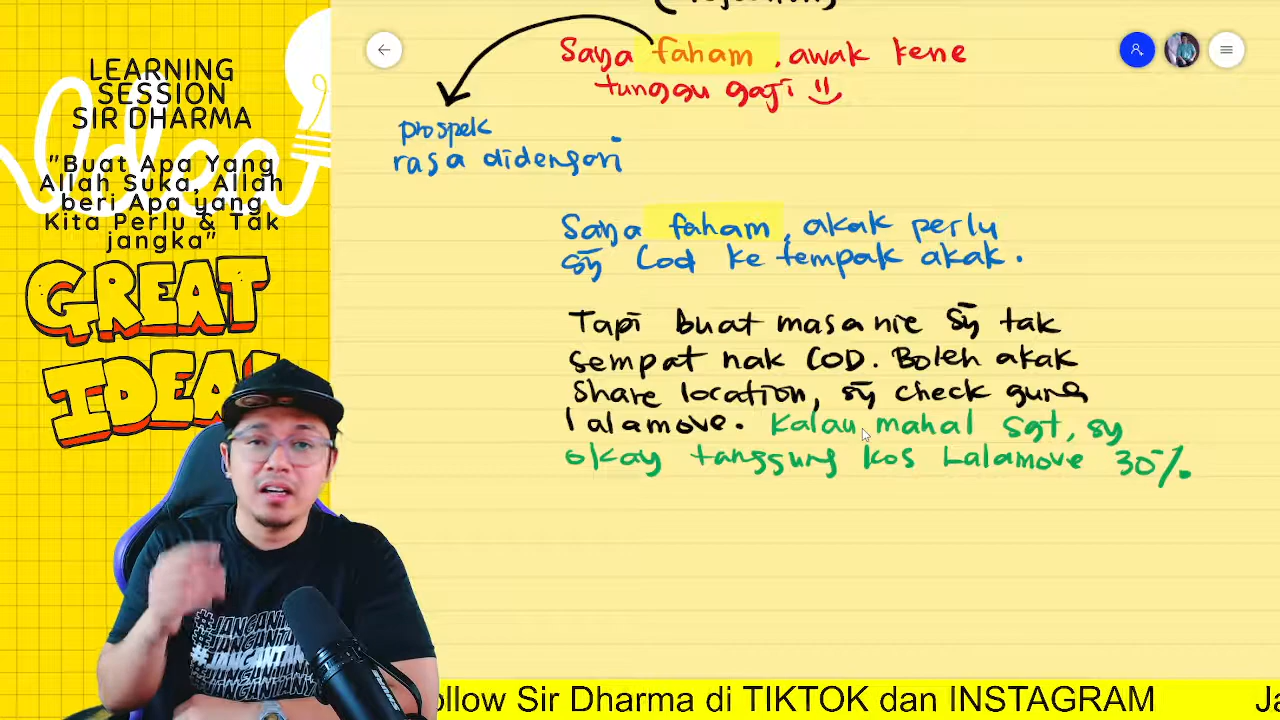 LEARNING
SESSION
SIR DHARMA
"Buat Apa Yang
Allah Suka, Allah
beri Apa yang
Kita Perlu & Tak
jangka"
GREAT
IDEA
Saya faham, awak kene
tunggu gaji
prospek
rasa didengari
Saya faham, akak perlu
sy Cod ke tempak akak.
Tapi buat masa nie sy tak
sempat nak COD. Boleh akak
Share location, sy check guna
lalamove. Kalau mahal sgt, sy
okay tanggung kos Lalamove 30%
#JANGANTAN
ollow Sir Dharma di TIKTOK dan INSTAGRAM
Ja